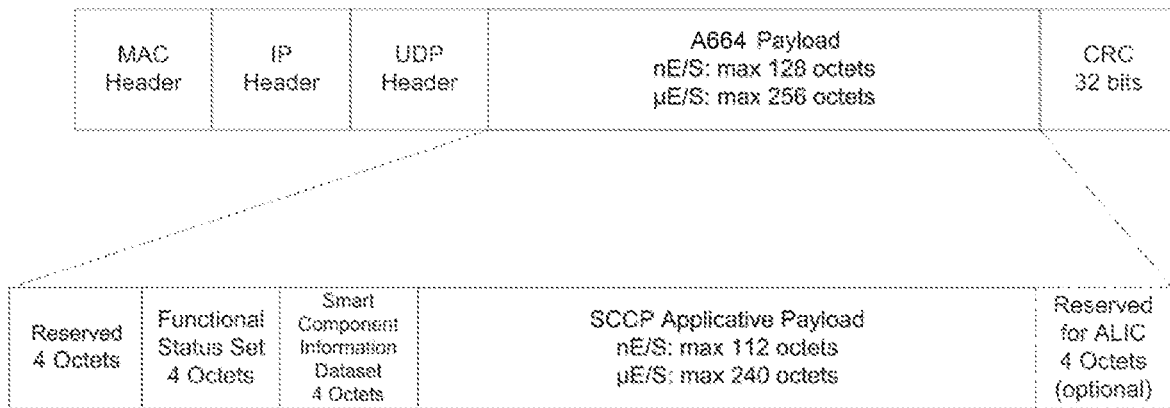 MAC
Header
IP
Header
UDP
Header
A664 Payload
nE/S: max 128 octets
µE/S: max 256 octets
CRC
32 bits
Reserved
4 Octets
Functional
Status Set
4 Octets
Smart
Component
Information
Dataset
4 Octets
SCCP Applicative Payload
nE/S: max 112 octets
µE/S: max 240 octets
Reserved
for ALIC
4 Octets
(optional)